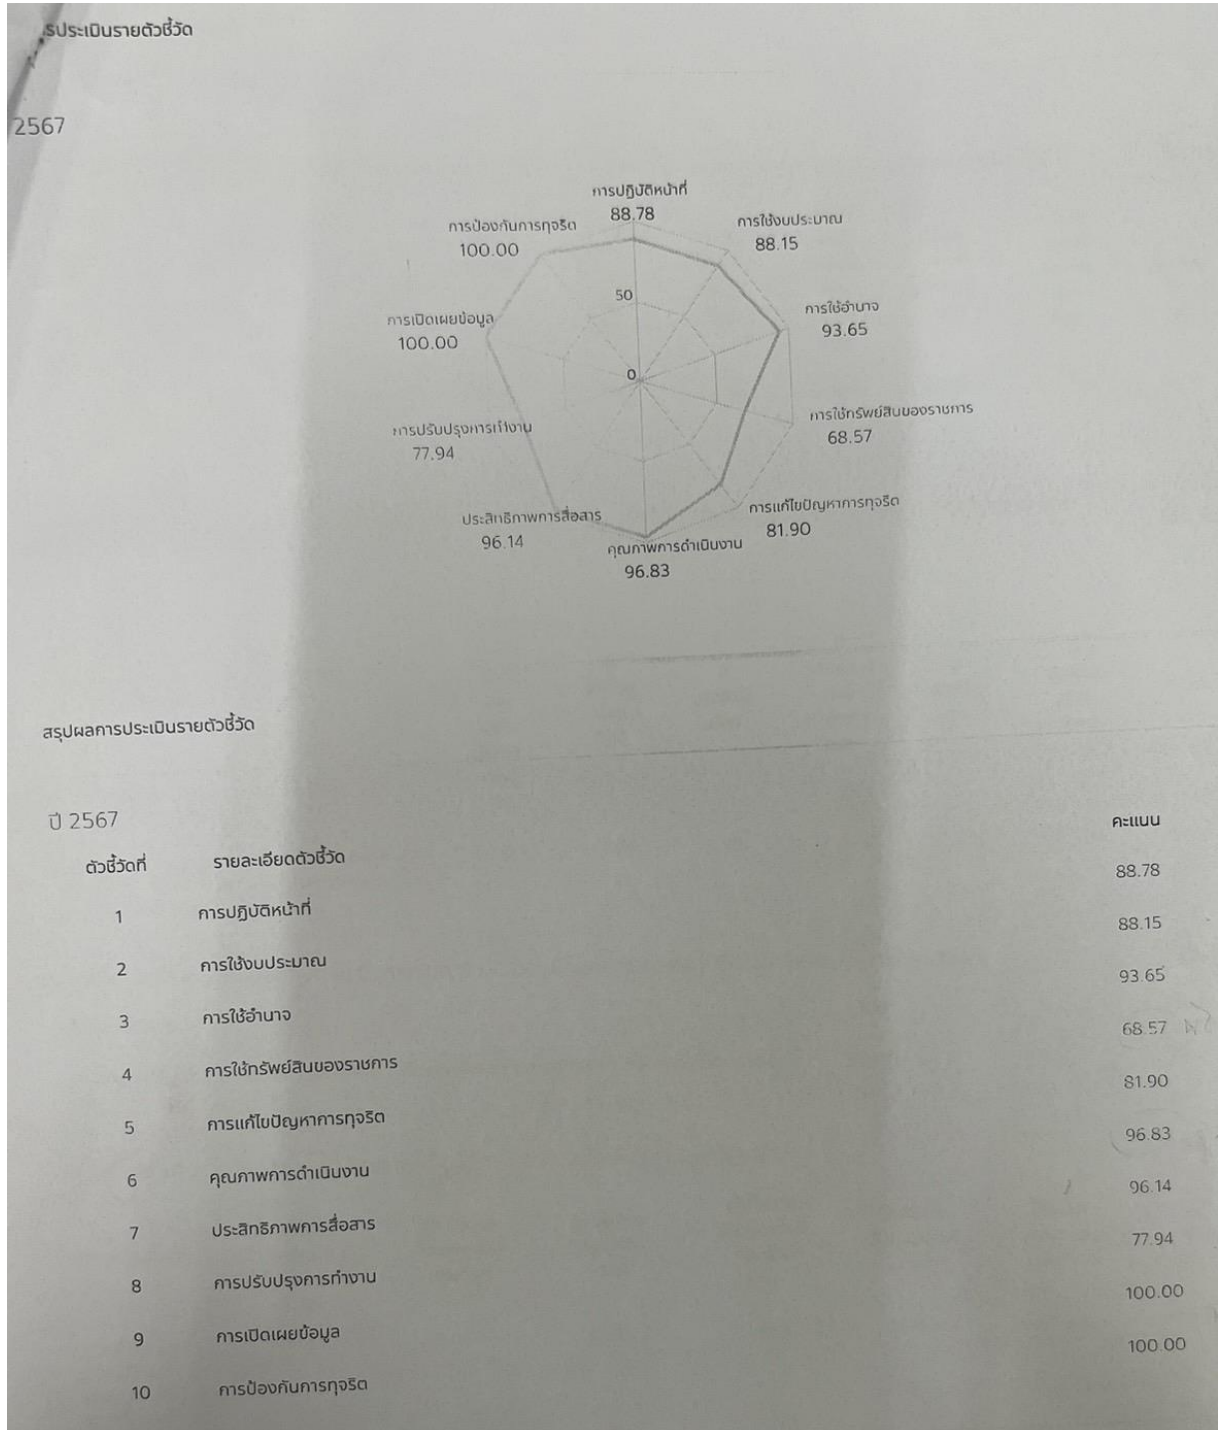 รประเมินรายตัวชี้วัด
2567
การปฏิบัติหน้าที่
88.78
การป้องกันการทุจริต
100.00
การใช้งบประมาณ
88.15
50
การใช้อำนาจ
93.65
การเปิดเผยข้อมูล
100.00
0
การใช้ทรัพย์สินของราชการ
68.57
การปรับปรุงการทำงาน
77.94
การแก้ไขปัญหาการทุจริต
81.90
ประสิทธิภาพการสื่อสาร
96.14
คุณภาพการดำเนินงาน
96.83
สรุปผลการประเมินรายตัวชี้วัด
ปี 2567
ตัวชี้วัดที่ รายละเอียดตัวชี้วัด คะแนน
1 การปฏิบัติหน้าที่ 88.78
2 การใช้งบประมาณ 88.15
3 การใช้อำนาจ 93.65
4 การใช้ทรัพย์สินของราชการ 68.57
5 การแก้ไขปัญหาการทุจริต 81.90
6 คุณภาพการดำเนินงาน 96.83
7 ประสิทธิภาพการสื่อสาร 96.14
8 การปรับปรุงการทำงาน 77.94
9 การเปิดเผยข้อมูล 100.00
10 การป้องกันการทุจริต 100.00